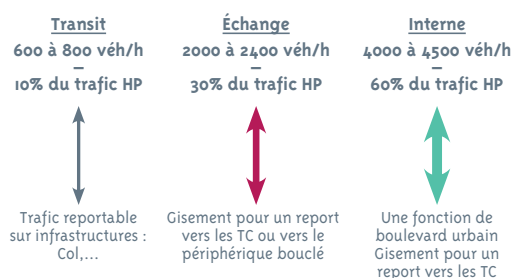 Transit
600 à 800 véh/h
–
10% du trafic HP
Trafic reportable
sur infrastructures :
Col,...
Échange
2000 à 2400 véh/h
–
30% du trafic HP
Gisement pour un report
vers les TC ou vers le
périphérique bouclé
Interne
4000 à 4500 véh/h
–
60% du trafic HP
Une fonction de
boulevard urbain
Gisement pour un
report vers les TC